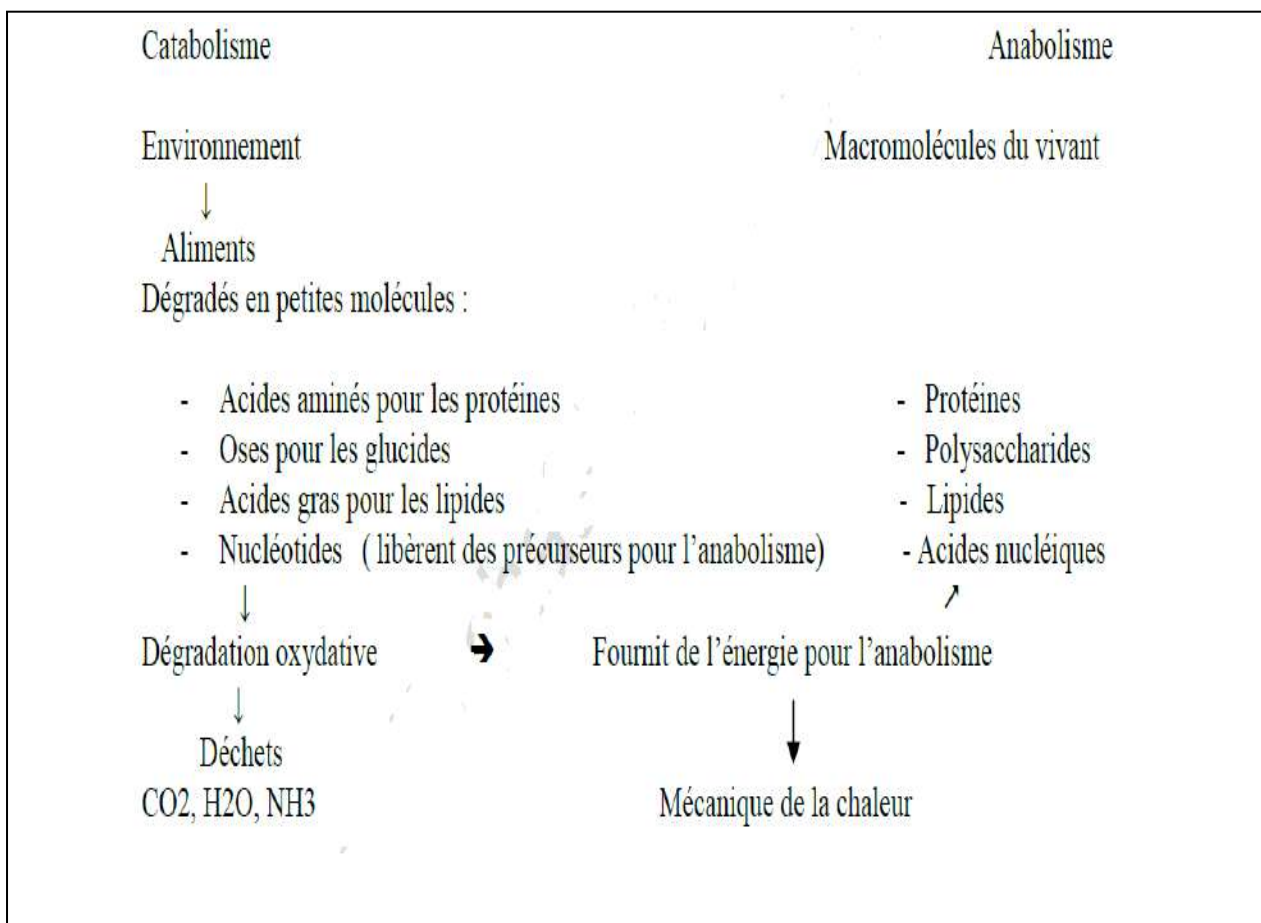 Catabolisme Anabolisme
Environnement Macromolécules du vivant
↓
Aliments
Dégradés en petites molécules :
- Acides aminés pour les protéines - Protéines
- Oses pour les glucides - Polysaccharides
- Acides gras pour les lipides - Lipides
- Nucléotides ( libèrent des précurseurs pour l’anabolisme) - Acides nucléiques
↓ ↗
Dégradation oxydative ➔ Fournit de l’énergie pour l’anabolisme
↓ ↓
Déchets
CO2, H2O, NH3 Mécanique de la chaleur